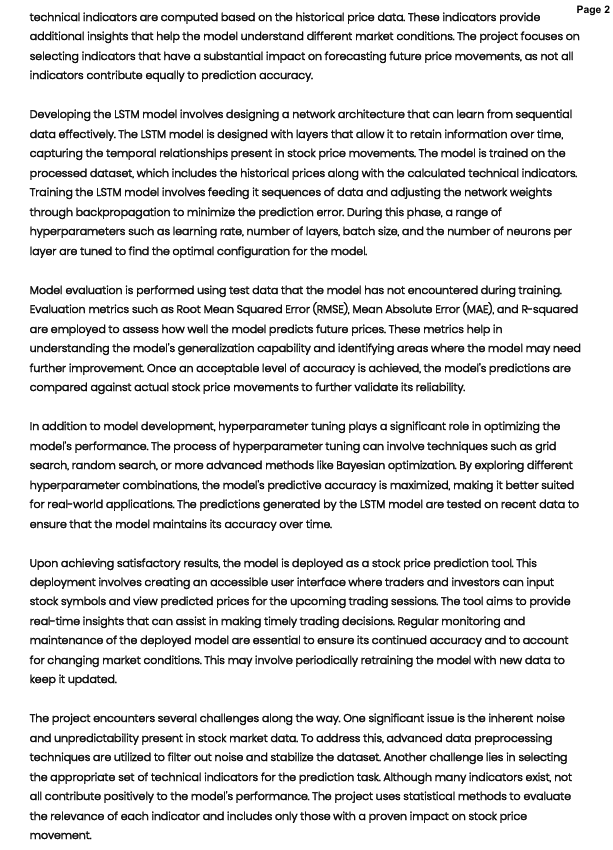 Page 2
technical indicators are computed based on the historical price data. These indicators provide
additional insights that help the model understand different market conditions. The project focuses on
selecting indicators that have a substantial impact on forecasting future price movements, as not all
indicators contribute equally to prediction accuracy.
Developing the LSTM model involves designing a network architecture that can learn from sequential
data effectively. The LSTM model is designed with layers that allow it to retain information over time,
capturing the temporal relationships present in stock price movements. The model is trained on the
processed dataset, which includes the historical prices along with the calculated technical indicators.
Training the LSTM model involves feeding it sequences of data and adjusting the network weights
through backpropagation to minimize the prediction error. During this phase, a range of
hyperparameters such as learning rate, number of layers, batch size, and the number of neurons per
layer are tuned to find the optimal configuration for the model.
Model evaluation is performed using test data that the model has not encountered during training.
Evaluation metrics such as Root Mean Squared Error (RMSE), Mean Absolute Error (MAE), and R-squared
are employed to assess how well the model predicts future prices. These metrics help in
understanding the model's generalization capability and identifying areas where the model may need
further improvement. Once an acceptable level of accuracy is achieved, the model's predictions are
compared against actual stock price movements to further validate its reliability.
In addition to model development, hyperparameter tuning plays a significant role in optimizing the
model's performance. The process of hyperparameter tuning can involve techniques such as grid
search, random search, or more advanced methods like Bayesian optimization. By exploring different
hyperparameter combinations, the model's predictive accuracy is maximized, making it better suited
for real-world applications. The predictions generated by the LSTM model are tested on recent data to
ensure that the model maintains its accuracy over time.
Upon achieving satisfactory results, the model is deployed as a stock price prediction tool. This
deployment involves creating an accessible user interface where traders and investors can input
stock symbols and view predicted prices for the upcoming trading sessions. The tool aims to provide
real-time insights that can assist in making timely trading decisions. Regular monitoring and
maintenance of the deployed model are essential to ensure its continued accuracy and to account
for changing market conditions. This may involve periodically retraining the model with new data to
keep it updated.
The project encounters several challenges along the way. One significant issue is the inherent noise
and unpredictability present in stock market data. To address this, advanced data preprocessing
techniques are utilized to filter out noise and stabilize the dataset. Another challenge lies in selecting
the appropriate set of technical indicators for the prediction task. Although many indicators exist, not
all contribute positively to the model's performance. The project uses statistical methods to evaluate
the relevance of each indicator and includes only those with a proven impact on stock price
movement.